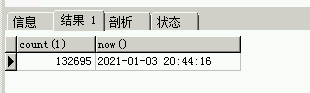 信息 结果 1 剖析 状态
count(1) now()
132695 2021-01-03 20:44:16